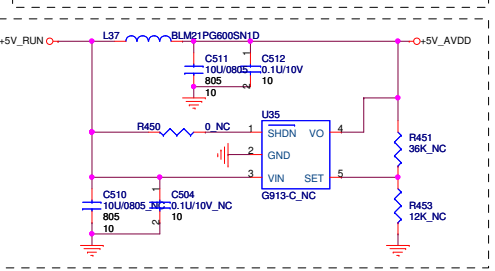 +5V_RUN
L37
BLM21PG600SN1D
+5V_AVDD
C511
10U/0805
805
10
1
C512
0.1U/10V
10
2
U35
R450
0_NC
1
SHDN
VO
4
2
GND
3
VIN
SET
5
G913-C_NC
R451
36K_NC
R453
12K_NC
C510
10U/0805_NC
805
10
1
C504
0.1U/10V_NC
10
2